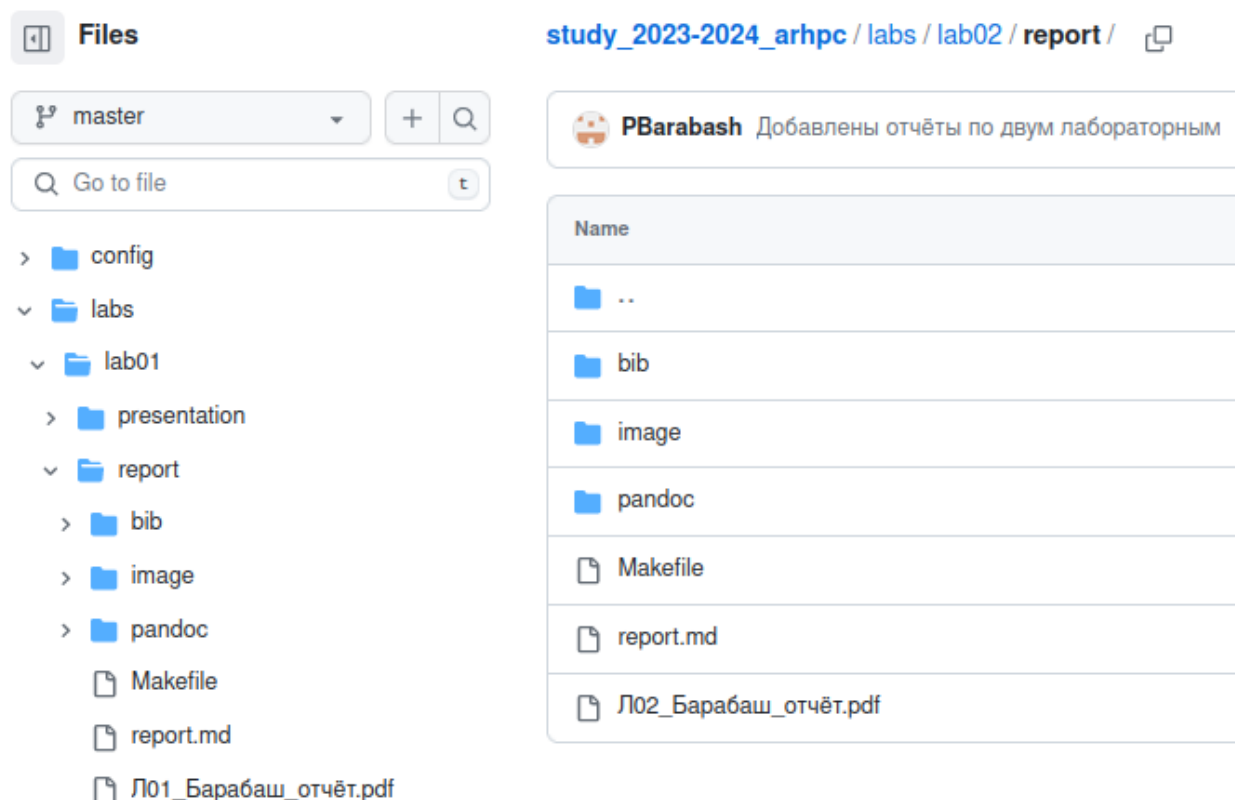 Files
master
Go to file
t
config
labs
lab01
presentation
report
bib
image
pandoc
Makefile
report.md
Л01_Барабаш_отчёт.pdf
study_2023-2024_arhpc / labs / lab02 / report /
PBarabash Добавлены отчёты по двум лабораторным
Name
..
bib
image
pandoc
Makefile
report.md
Л02_Барабаш_отчёт.pdf